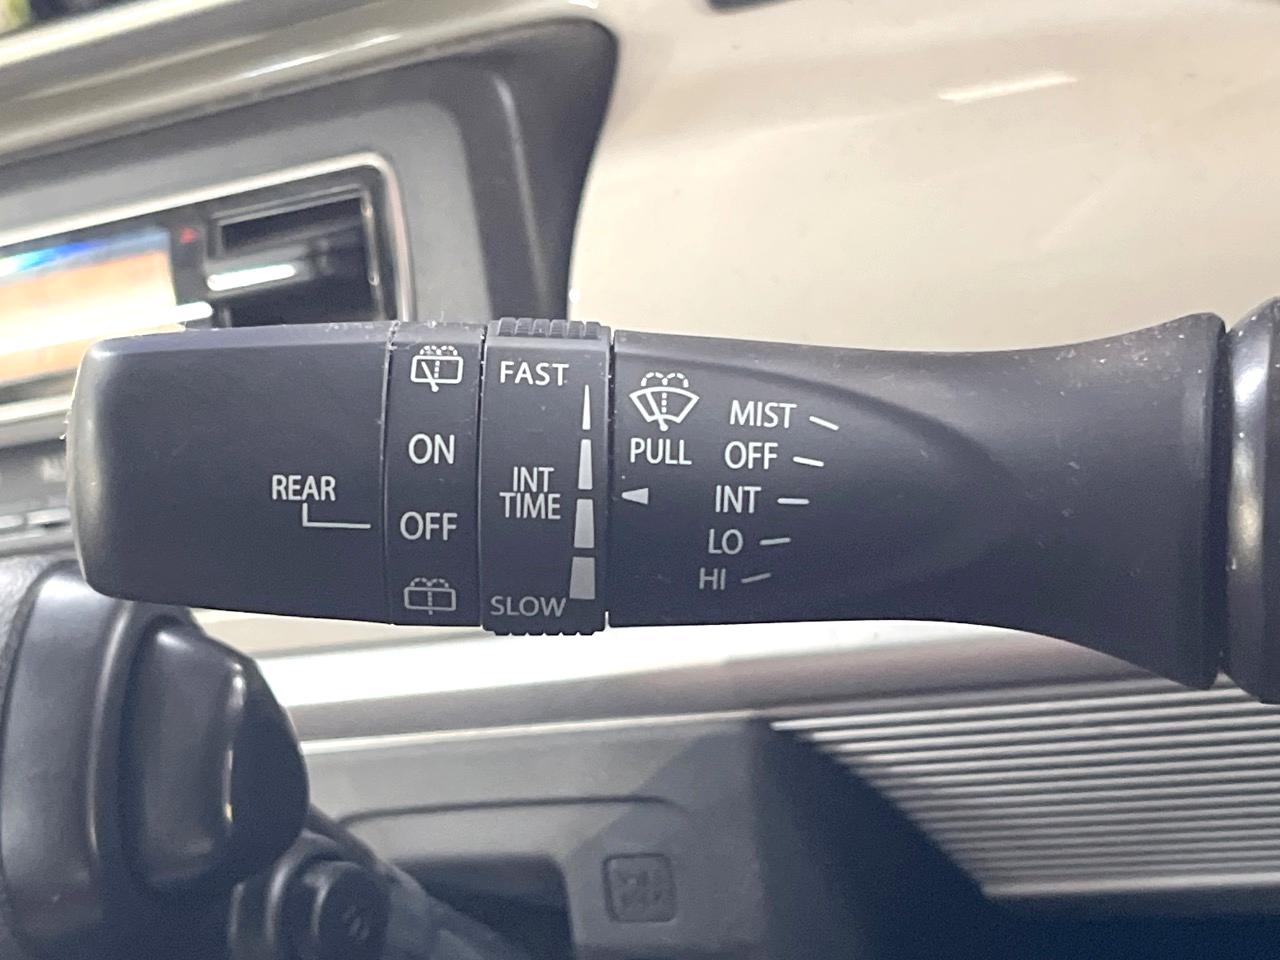 REAR
ON
OFF
FAST
INT
TIME
SLOW
PULL
MIST
OFF
INT
LO
HI